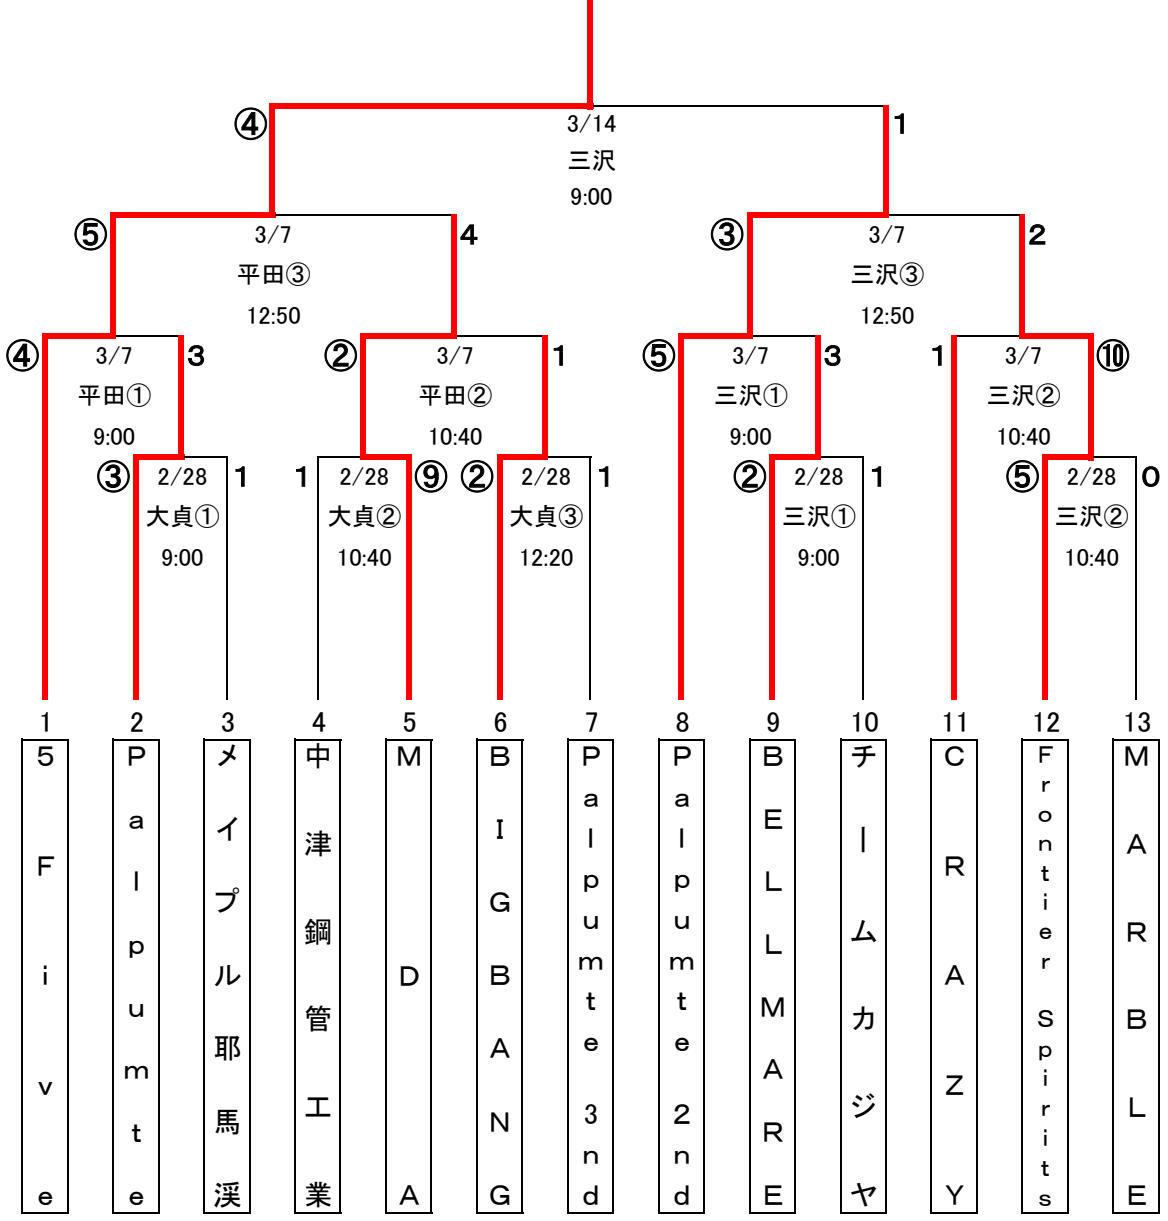 ④ 3/14 1
三沢
9:00
⑤ 3/7 4 ③ 3/7 2
平田③ 三沢③
12:50 12:50
④ 3/7 3 ② 3/7 1 ⑤ 3/7 3 1 3/7 ⑩
平田① 平田② 三沢① 三沢②
9:00 10:40 9:00 10:40
③ 2/28 1 1 2/28 ⑨ ② 2/28 1 ② 2/28 1 ⑤ 2/28 0
大貞① 大貞② 大貞③ 三沢① 三沢②
9:00 10:40 12:20 9:00 10:40
1 2 3 4 5 6 7 8 9 10 11 12 13
5Five
Palpumte
メイプル耶馬渓
中津鋼管工業
MDA
BIGBANG
Palpumte 3nd
Palpumte 2nd
BELLMARE
チームカジヤ
CRAZY
Frontier Spirits
MARBLE